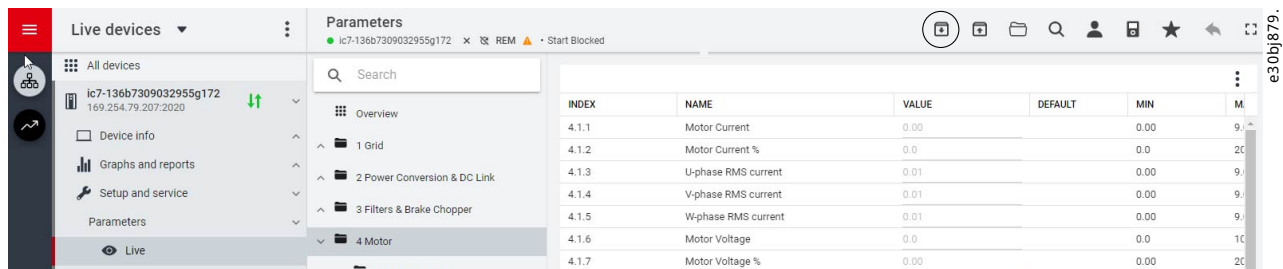 Live devices
Parameters
ic7-136b7309032955g172 × REM • Start Blocked
All devices
ic7-136b7309032955g172
169.254.79.207:2020
Device info
Graphs and reports
Setup and service
Parameters
Live
Search
Overview
1 Grid
2 Power Conversion & DC Link
3 Filters & Brake Chopper
4 Motor
INDEX NAME VALUE DEFAULT MIN
4.1.1 Motor Current 0.00 0.00
4.1.2 Motor Current % 0.0 0.0
4.1.3 U-phase RMS current 0.01 0.00
4.1.4 V-phase RMS current 0.01 0.00
4.1.5 W-phase RMS current 0.01 0.00
4.1.6 Motor Voltage 0.0 0.0
4.1.7 Motor Voltage % 0.00 0.00
e30bj879.